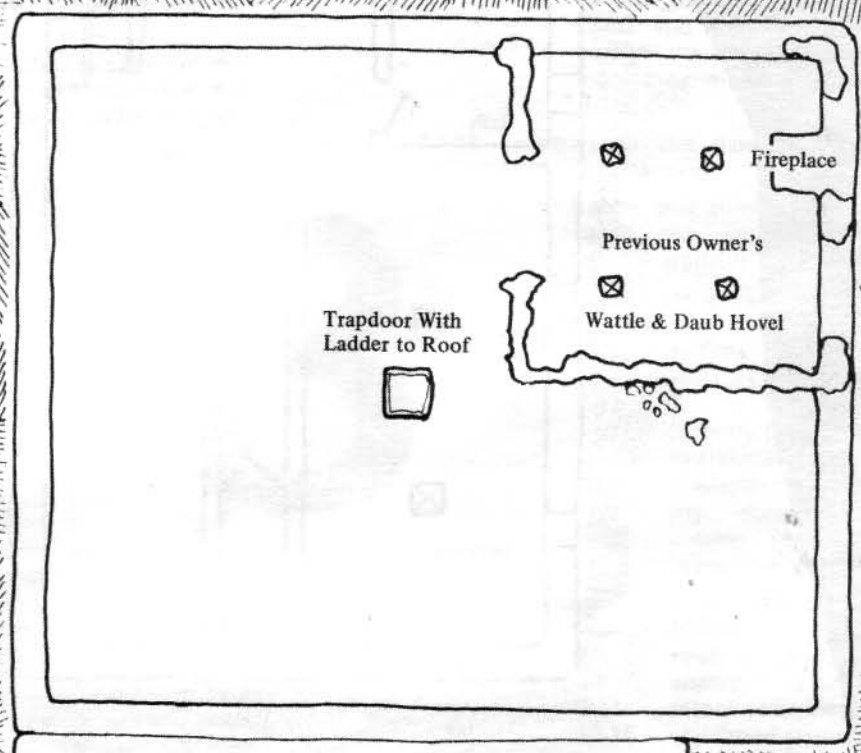 Fireplace
Previous Owner's
Wattle & Daub Hovel
Trapdoor With
Ladder to Roof